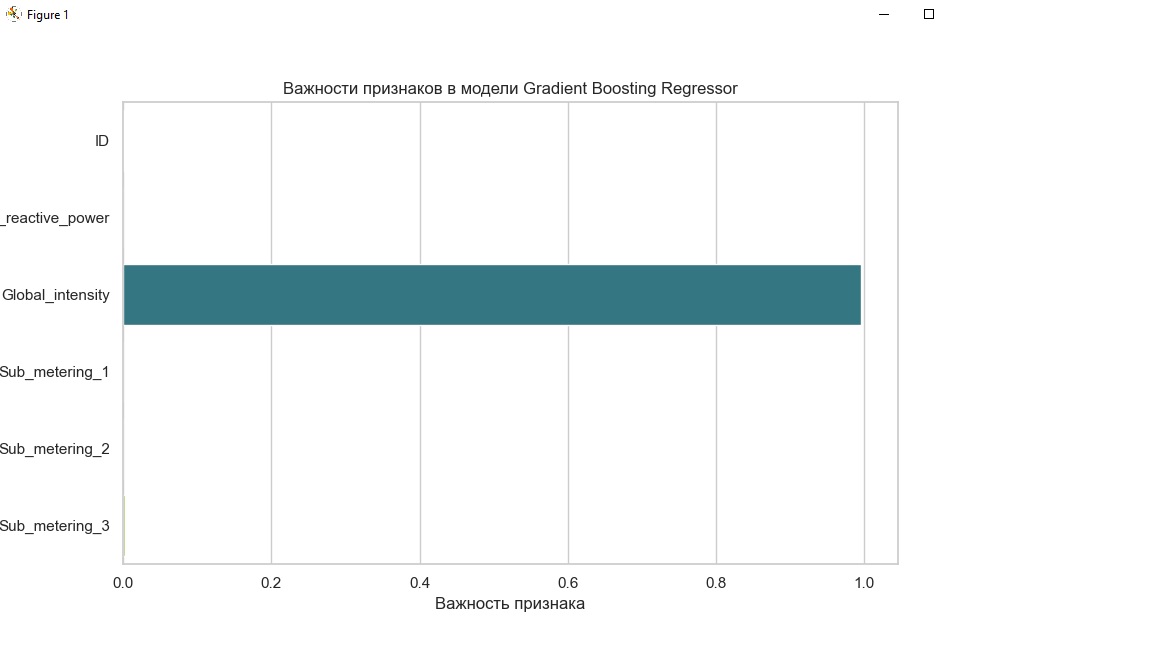 Figure 1
Важности признаков в модели Gradient Boosting Regressor
ID
_reactive_power
Global_intensity
Sub_metering_1
Sub_metering_2
Sub_metering_3
0.0 0.2 0.4 0.6 0.8 1.0
Важность признака